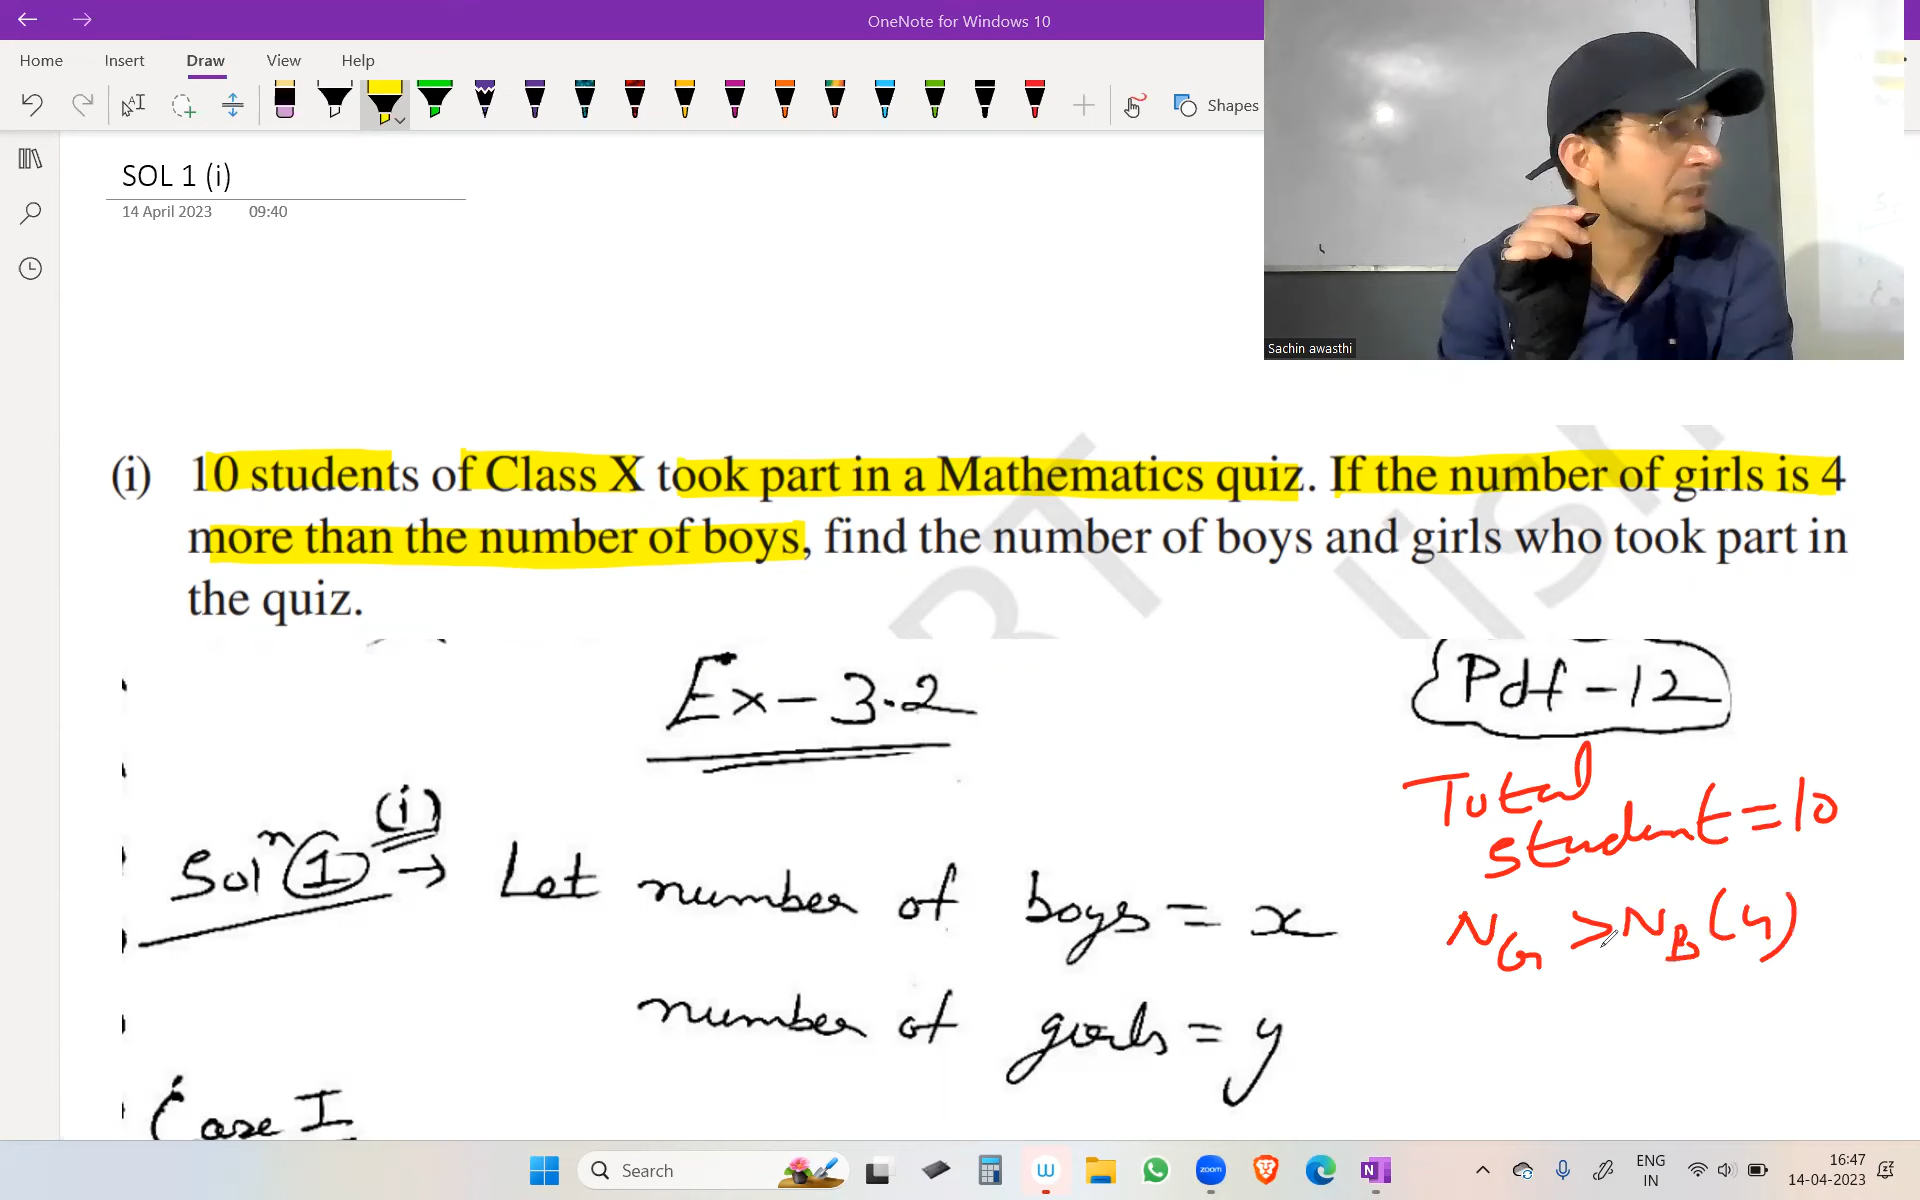 OneNote for Windows 10
Home Insert Draw View Help
Shapes
SOL 1 (i)
14 April 2023 09:40
Sachin awasthi
(i) 10 students of Class X took part in a Mathematics quiz. If the number of girls is 4
more than the number of boys, find the number of boys and girls who took part in
the quiz.
Ex-3.2
Pdf-12
Total
student=10
Solⁿ 1 (i) → Let number of boys = x
NG > NB (4)
number of girls = y
Case I
Search
zoom
ENG
IN
16:47
14-04-2023